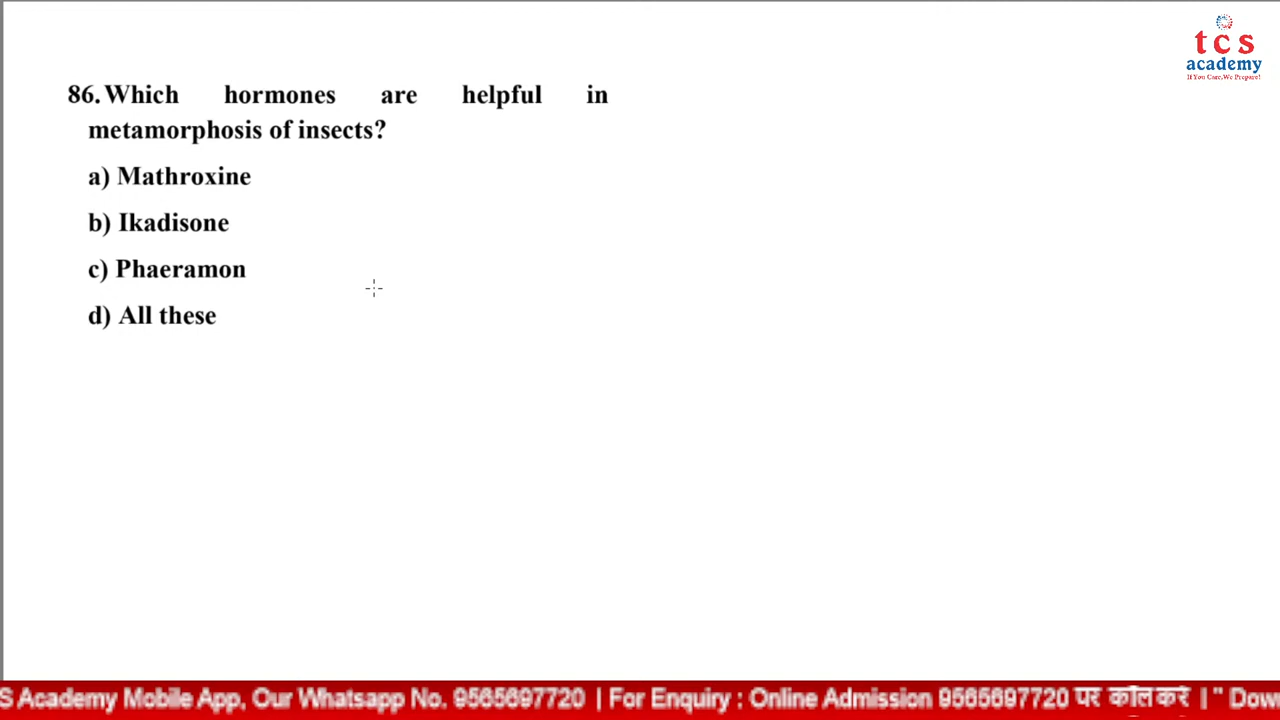 tcs
academy
If You Care, We Prepare!
86. Which hormones are helpful in
metamorphosis of insects?
a) Mathroxine
b) Ikadisone
c) Phaeramon
d) All these
S Academy Mobile App, Our Whatsapp No. 9565697720 | For Enquiry : Online Admission 9565697720 पर कॉल करें | " Dow